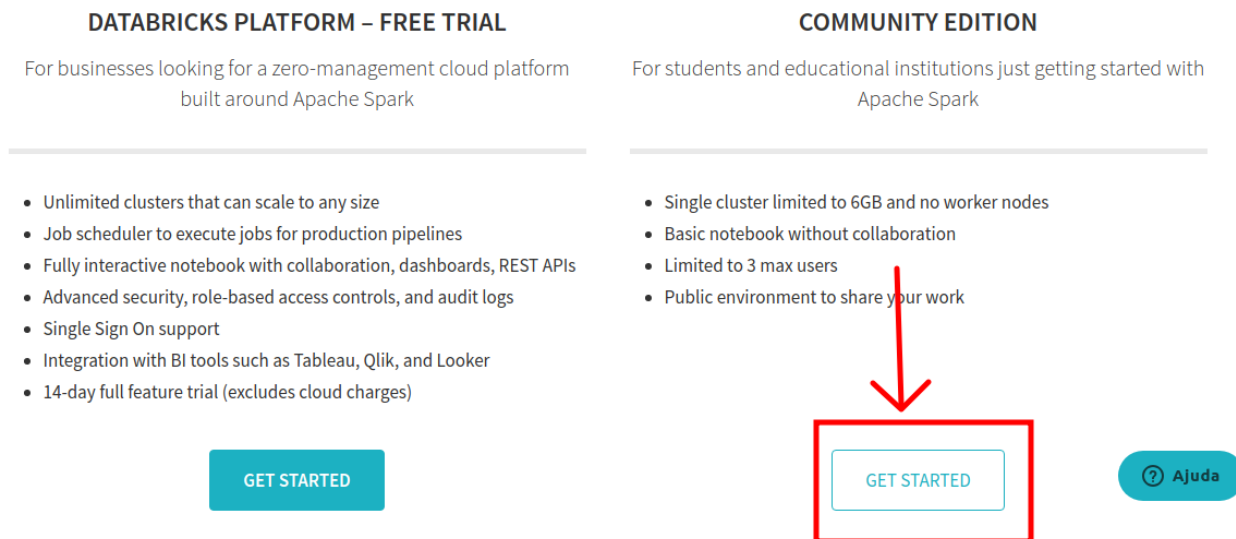 DATABRICKS PLATFORM – FREE TRIAL
For businesses looking for a zero-management cloud platform
built around Apache Spark
Unlimited clusters that can scale to any size
Job scheduler to execute jobs for production pipelines
Fully interactive notebook with collaboration, dashboards, REST APIs
Advanced security, role-based access controls, and audit logs
Single Sign On support
Integration with BI tools such as Tableau, Qlik, and Looker
14-day full feature trial (excludes cloud charges)
GET STARTED
COMMUNITY EDITION
For students and educational institutions just getting started with
Apache Spark
Single cluster limited to 6GB and no worker nodes
Basic notebook without collaboration
Limited to 3 max users
Public environment to share your work
GET STARTED
Ajuda